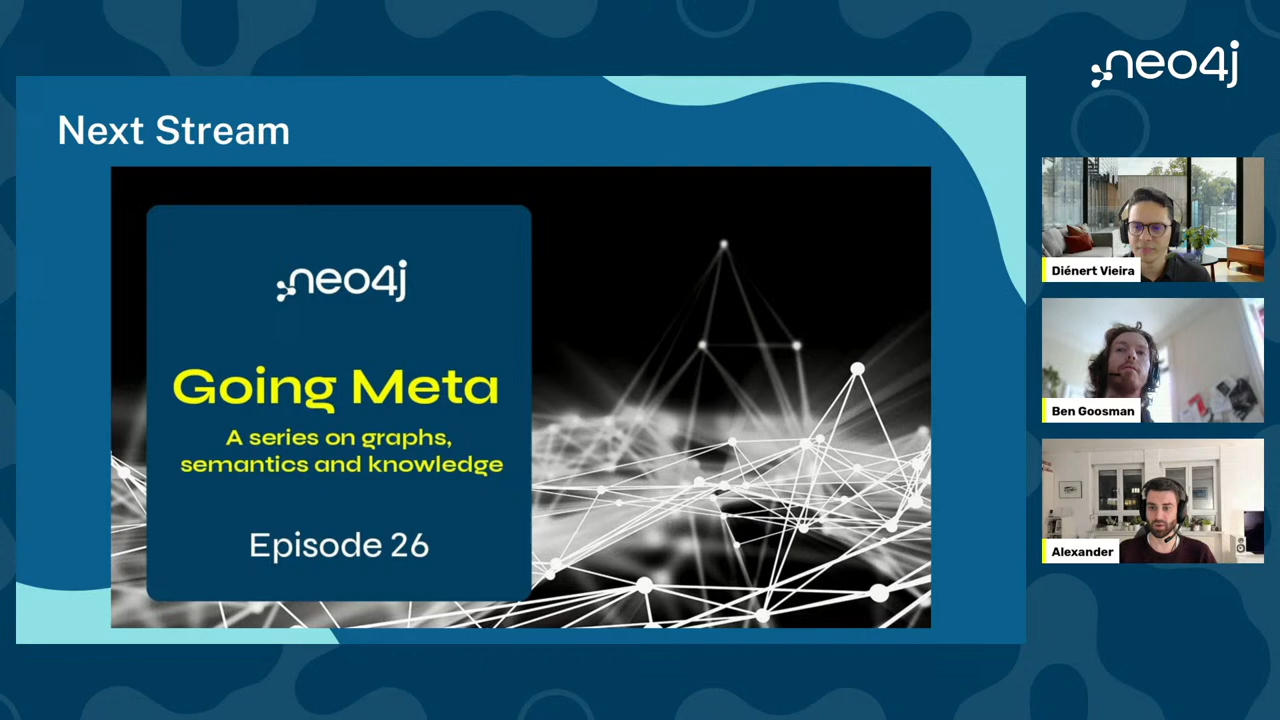 neo4j
Next Stream
neo4j
Going Meta
A series on graphs,
semantics and knowledge
Episode 26
Diénert Vieira
Ben Goosman
Alexander